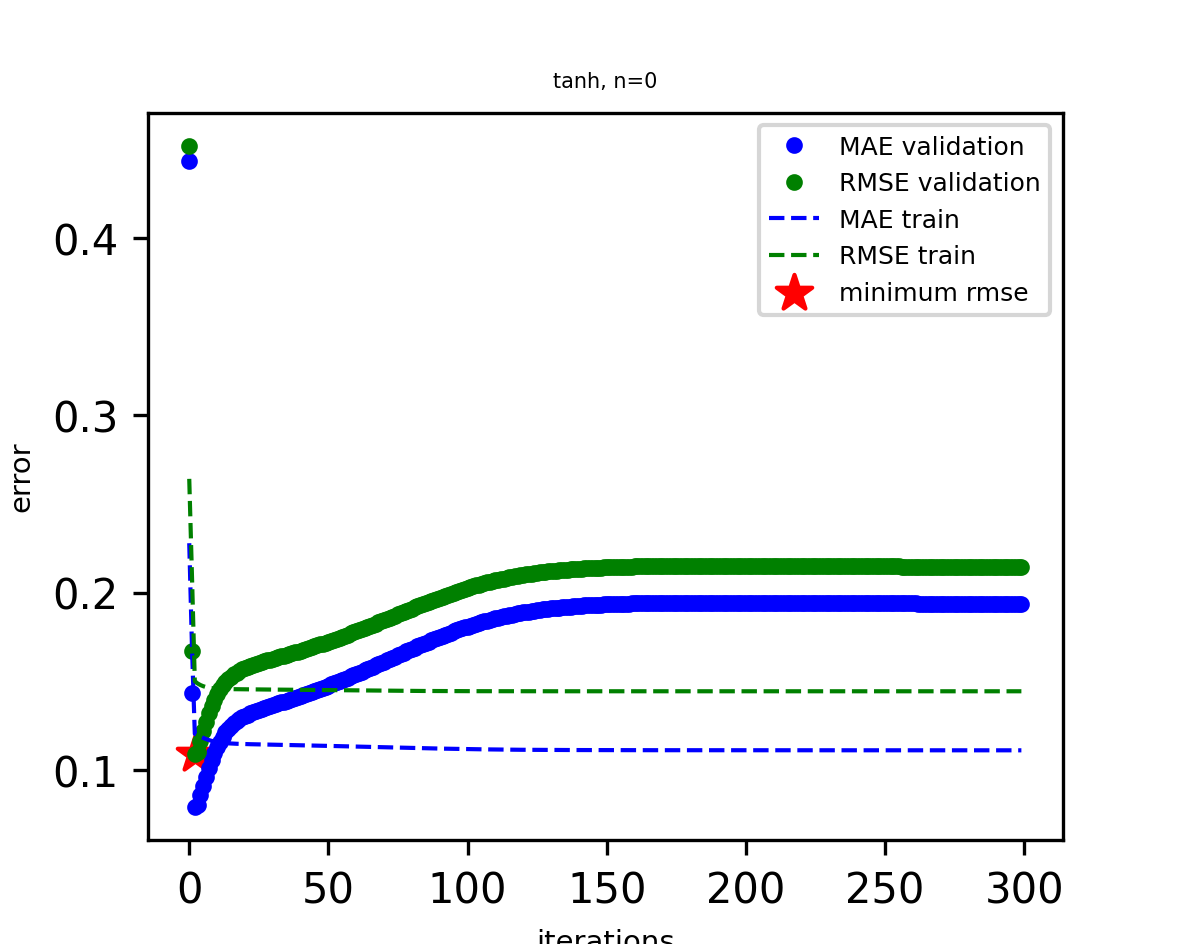 tanh, n=0
MAE validation
RMSE validation
MAE train
RMSE train
minimum rmse
error
0.4
0.3
0.2
0.1
0 50 100 150 200 250 300
iterations